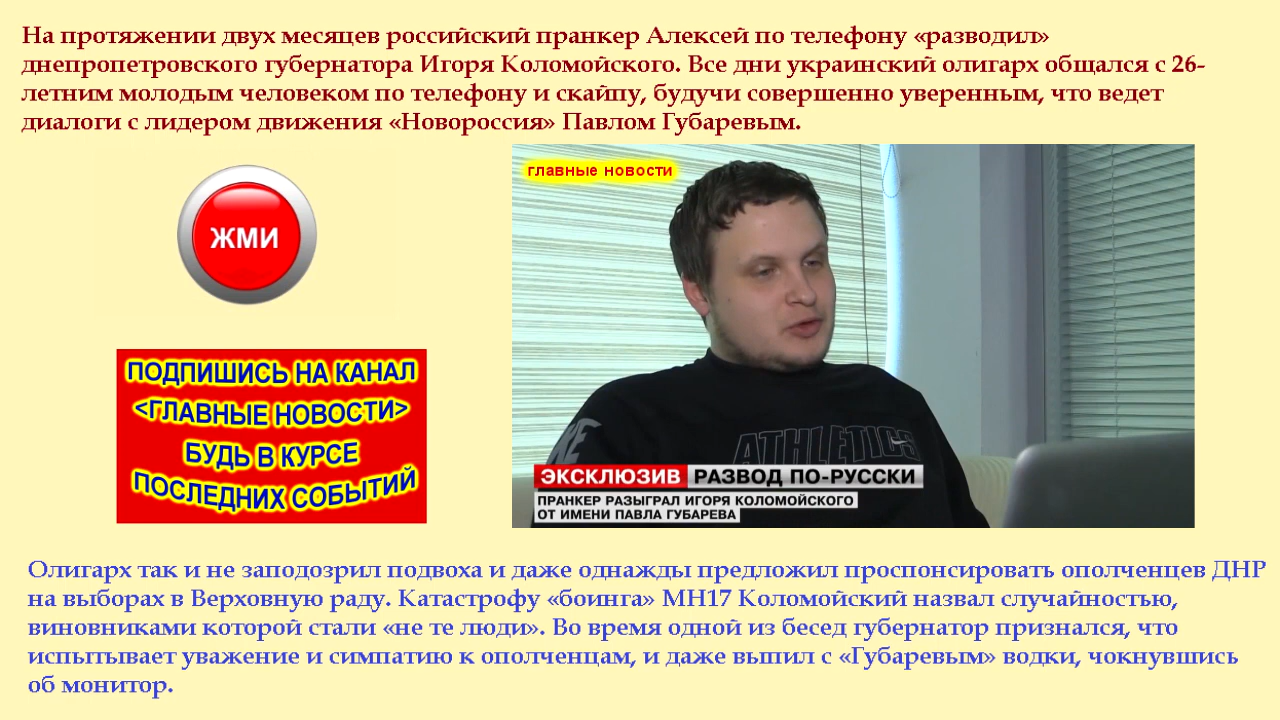 На протяжении двух месяцев российский пранкер Алексей по телефону «разводил»
днепропетровского губернатора Игоря Коломойского. Все дни украинский олигарх общался с 26-
летним молодым человеком по телефону и скайпу, будучи совершенно уверенным, что ведет
диалоги с лидером движения «Новороссия» Павлом Губаревым.
главные новости
ЖМИ
ПОДПИШИСЬ НА КАНАЛ
<ГЛАВНЫЕ НОВОСТИ>
БУДЬ В КУРСЕ
ПОСЛЕДНИХ СОБЫТИЙ
ATHLETICS
ЭКСКЛЮЗИВ РАЗВОД ПО-РУССКИ
ПРАНКЕР РАЗЫГРАЛ ИГОРЯ КОЛОМОЙСКОГО
ОТ ИМЕНИ ПАВЛА ГУБАРЕВА
Олигарх так и не заподозрил подвоха и даже однажды предложил проспонсировать ополченцев ДНР
на выборах в Верховную раду. Катастрофу «боинга» МН17 Коломойский назвал случайностью,
виновниками которой стали «не те люди». Во время одной из бесед губернатор признался, что
испытывает уважение и симпатию к ополченцам, и даже выпил с «Губаревым» водки, чокнувшись
об монитор.